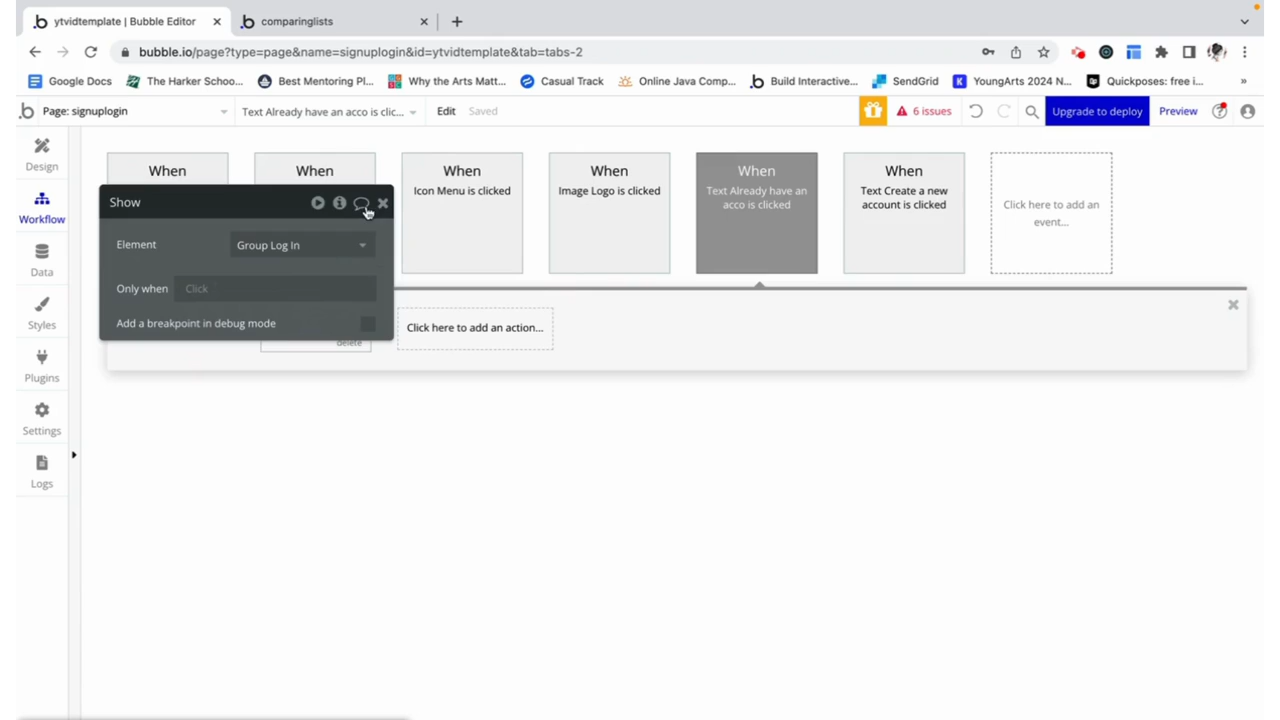 ytvidtemplate | Bubble Editor
comparinglists
bubble.io/page?type=page&name=signuplogin&id=ytvidtemplate&tab=tabs-2
Google Docs
The Harker Schoo...
Best Mentoring Pl...
Why the Arts Matt...
Casual Track
Online Java Comp...
Build Interactive...
SendGrid
YoungArts 2024 N...
Quickposes: free i...
»
Page: signuplogin
Text Already have an acco is clic...
Edit
Saved
6 issues
Upgrade to deploy
Preview
Design
Workflow
Data
Styles
Plugins
Settings
Logs
When
When
When
Icon Menu is clicked
When
Image Logo is clicked
When
Text Already have an
acco is clicked
When
Text Create a new
account is clicked
Click here to add an
event...
Show
Element
Group Log In
Only when
Click
Add a breakpoint in debug mode
delete
Click here to add an action...